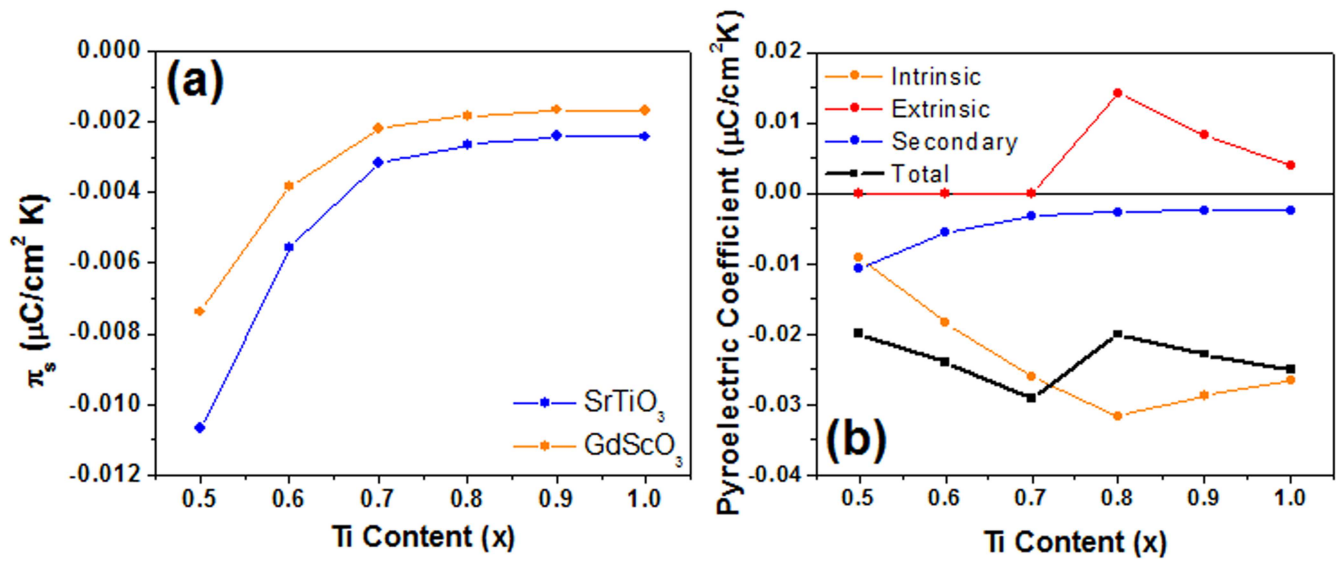 (a)
0.000
-0.002
-0.004
-0.006
-0.008
-0.010
-0.012
πs (μC/cm² K)
0.5 0.6 0.7 0.8 0.9 1.0
Ti Content (x)
SrTiO₃
GdScO₃
(b)
0.02
0.01
0.00
-0.01
-0.02
-0.03
-0.04
Pyroelectric Coefficient (μC/cm²K)
Intrinsic
Extrinsic
Secondary
Total
0.5 0.6 0.7 0.8 0.9 1.0
Ti Content (x)